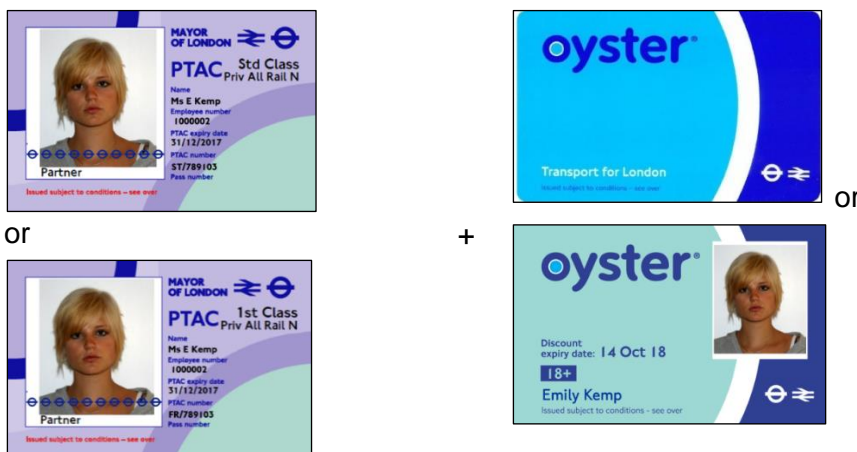 MAYOR
OF LONDON
PTAC Std Class
Priv All Rail N
Name
Ms E Kemp
Employee number
1000002
PTAC expiry date
31/12/2017
PTAC number
ST/789103
Pass number
Partner
Issued subject to conditions – see over
or
MAYOR
OF LONDON
PTAC 1st Class
Priv All Rail N
Name
Ms E Kemp
Employee number
1000002
PTAC expiry date
31/12/2017
PTAC number
FR/789103
Pass number
Partner
Issued subject to conditions – see over
+
oyster®
Transport for London
Issued subject to conditions – see over
or
oyster®
Discount
expiry date: 14 Oct 18
18+
Emily Kemp
Issued subject to conditions – see over